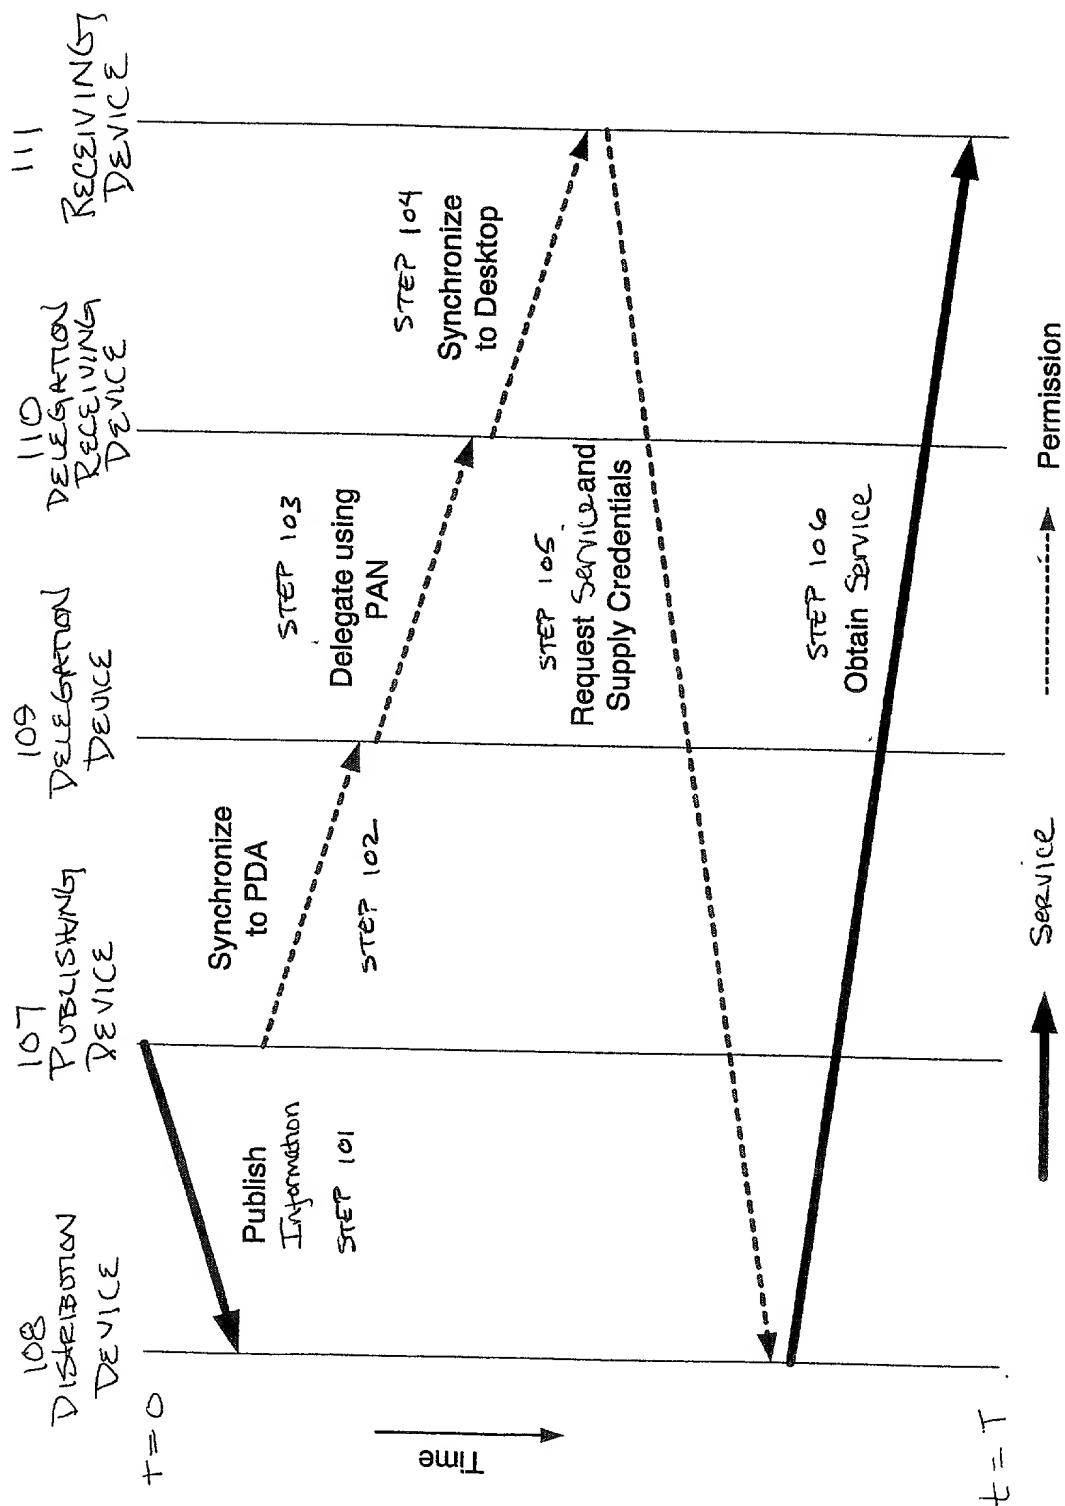 108
DISTRIBUTION
DEVICE
107
PUBLISHING
DEVICE
109
DELEGATION
DEVICE
110
DELEGATION
RECEIVING
DEVICE
111
RECEIVING
DEVICE
t=0
Time
t=T
Publish
Information
STEP 101
Synchronize
to PDA
STEP 102
STEP 103
Delegate using
PAN
STEP 104
Synchronize
to Desktop
STEP 105
Request Service and
Supply Credentials
STEP 106
Obtain Service
Service
Permission